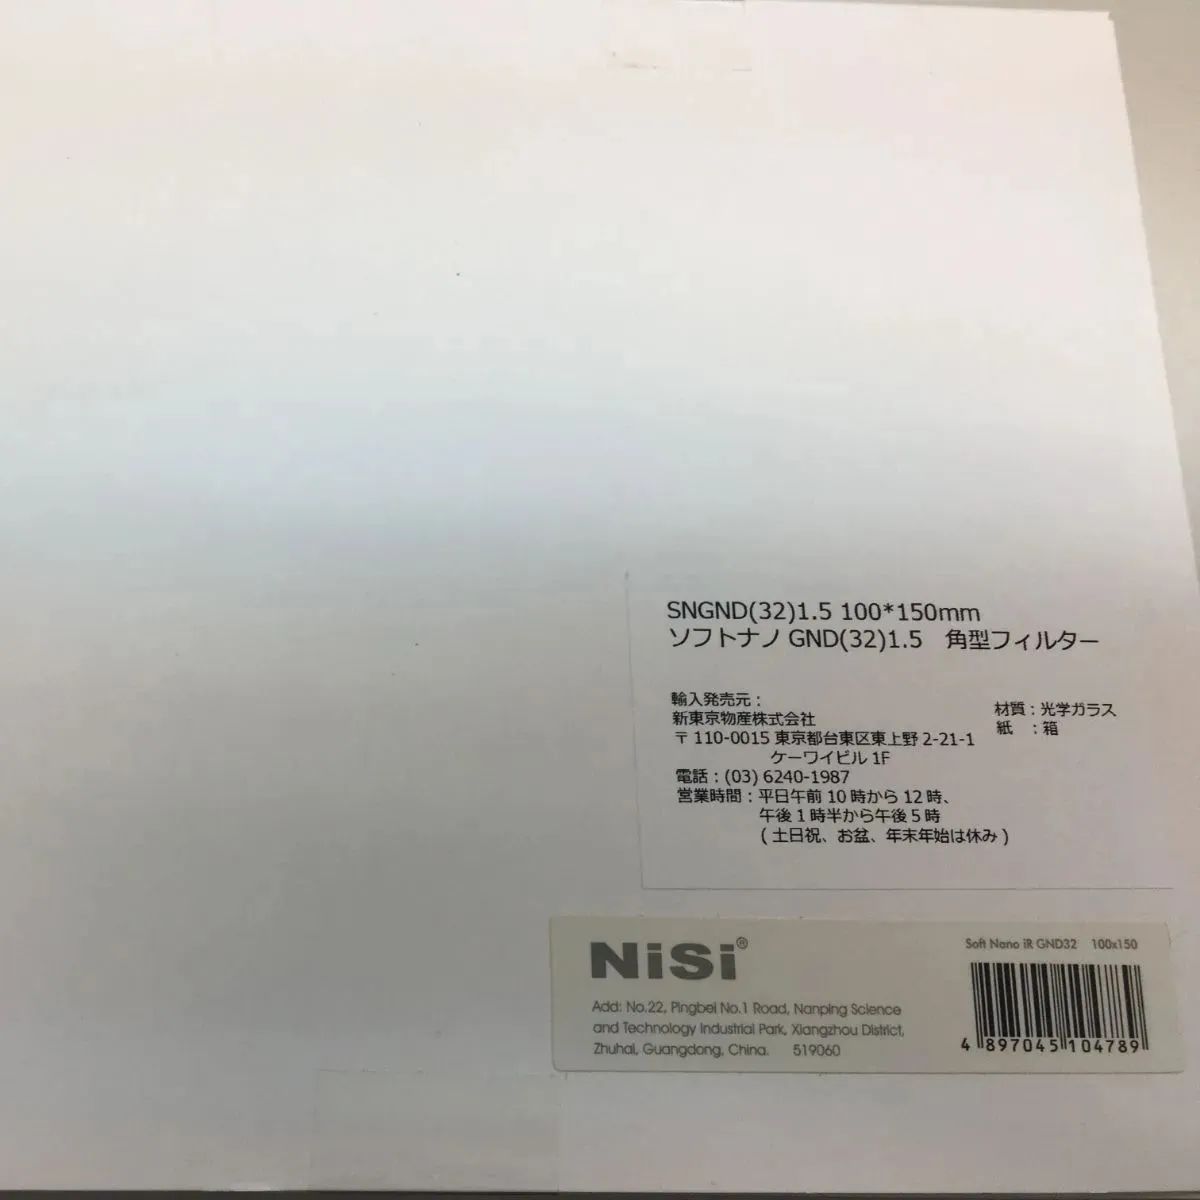 SNGND(32)1.5 100*150mm
ソフトナノ GND(32)1.5　角型フィルター
輸入発売元：
新東京物産株式会社
〒110-0015 東京都台東区東上野 2-21-1
ケーワイビル 1F
電話：(03) 6240-1987
営業時間：平日午前 10 時から 12 時、
午後 1 時半から午後 5 時
( 土日祝、お盆、年末年始は休み )
材質：光学ガラス
紙　：箱
NiSi®
Add: No.22, Pingbei No.1 Road, Nanping Science
and Technology Industrial Park, Xiangzhou District,
Zhuhai, Guangdong, China. 519060
Soft Nano iR GND32 100x150
4 897045 104789